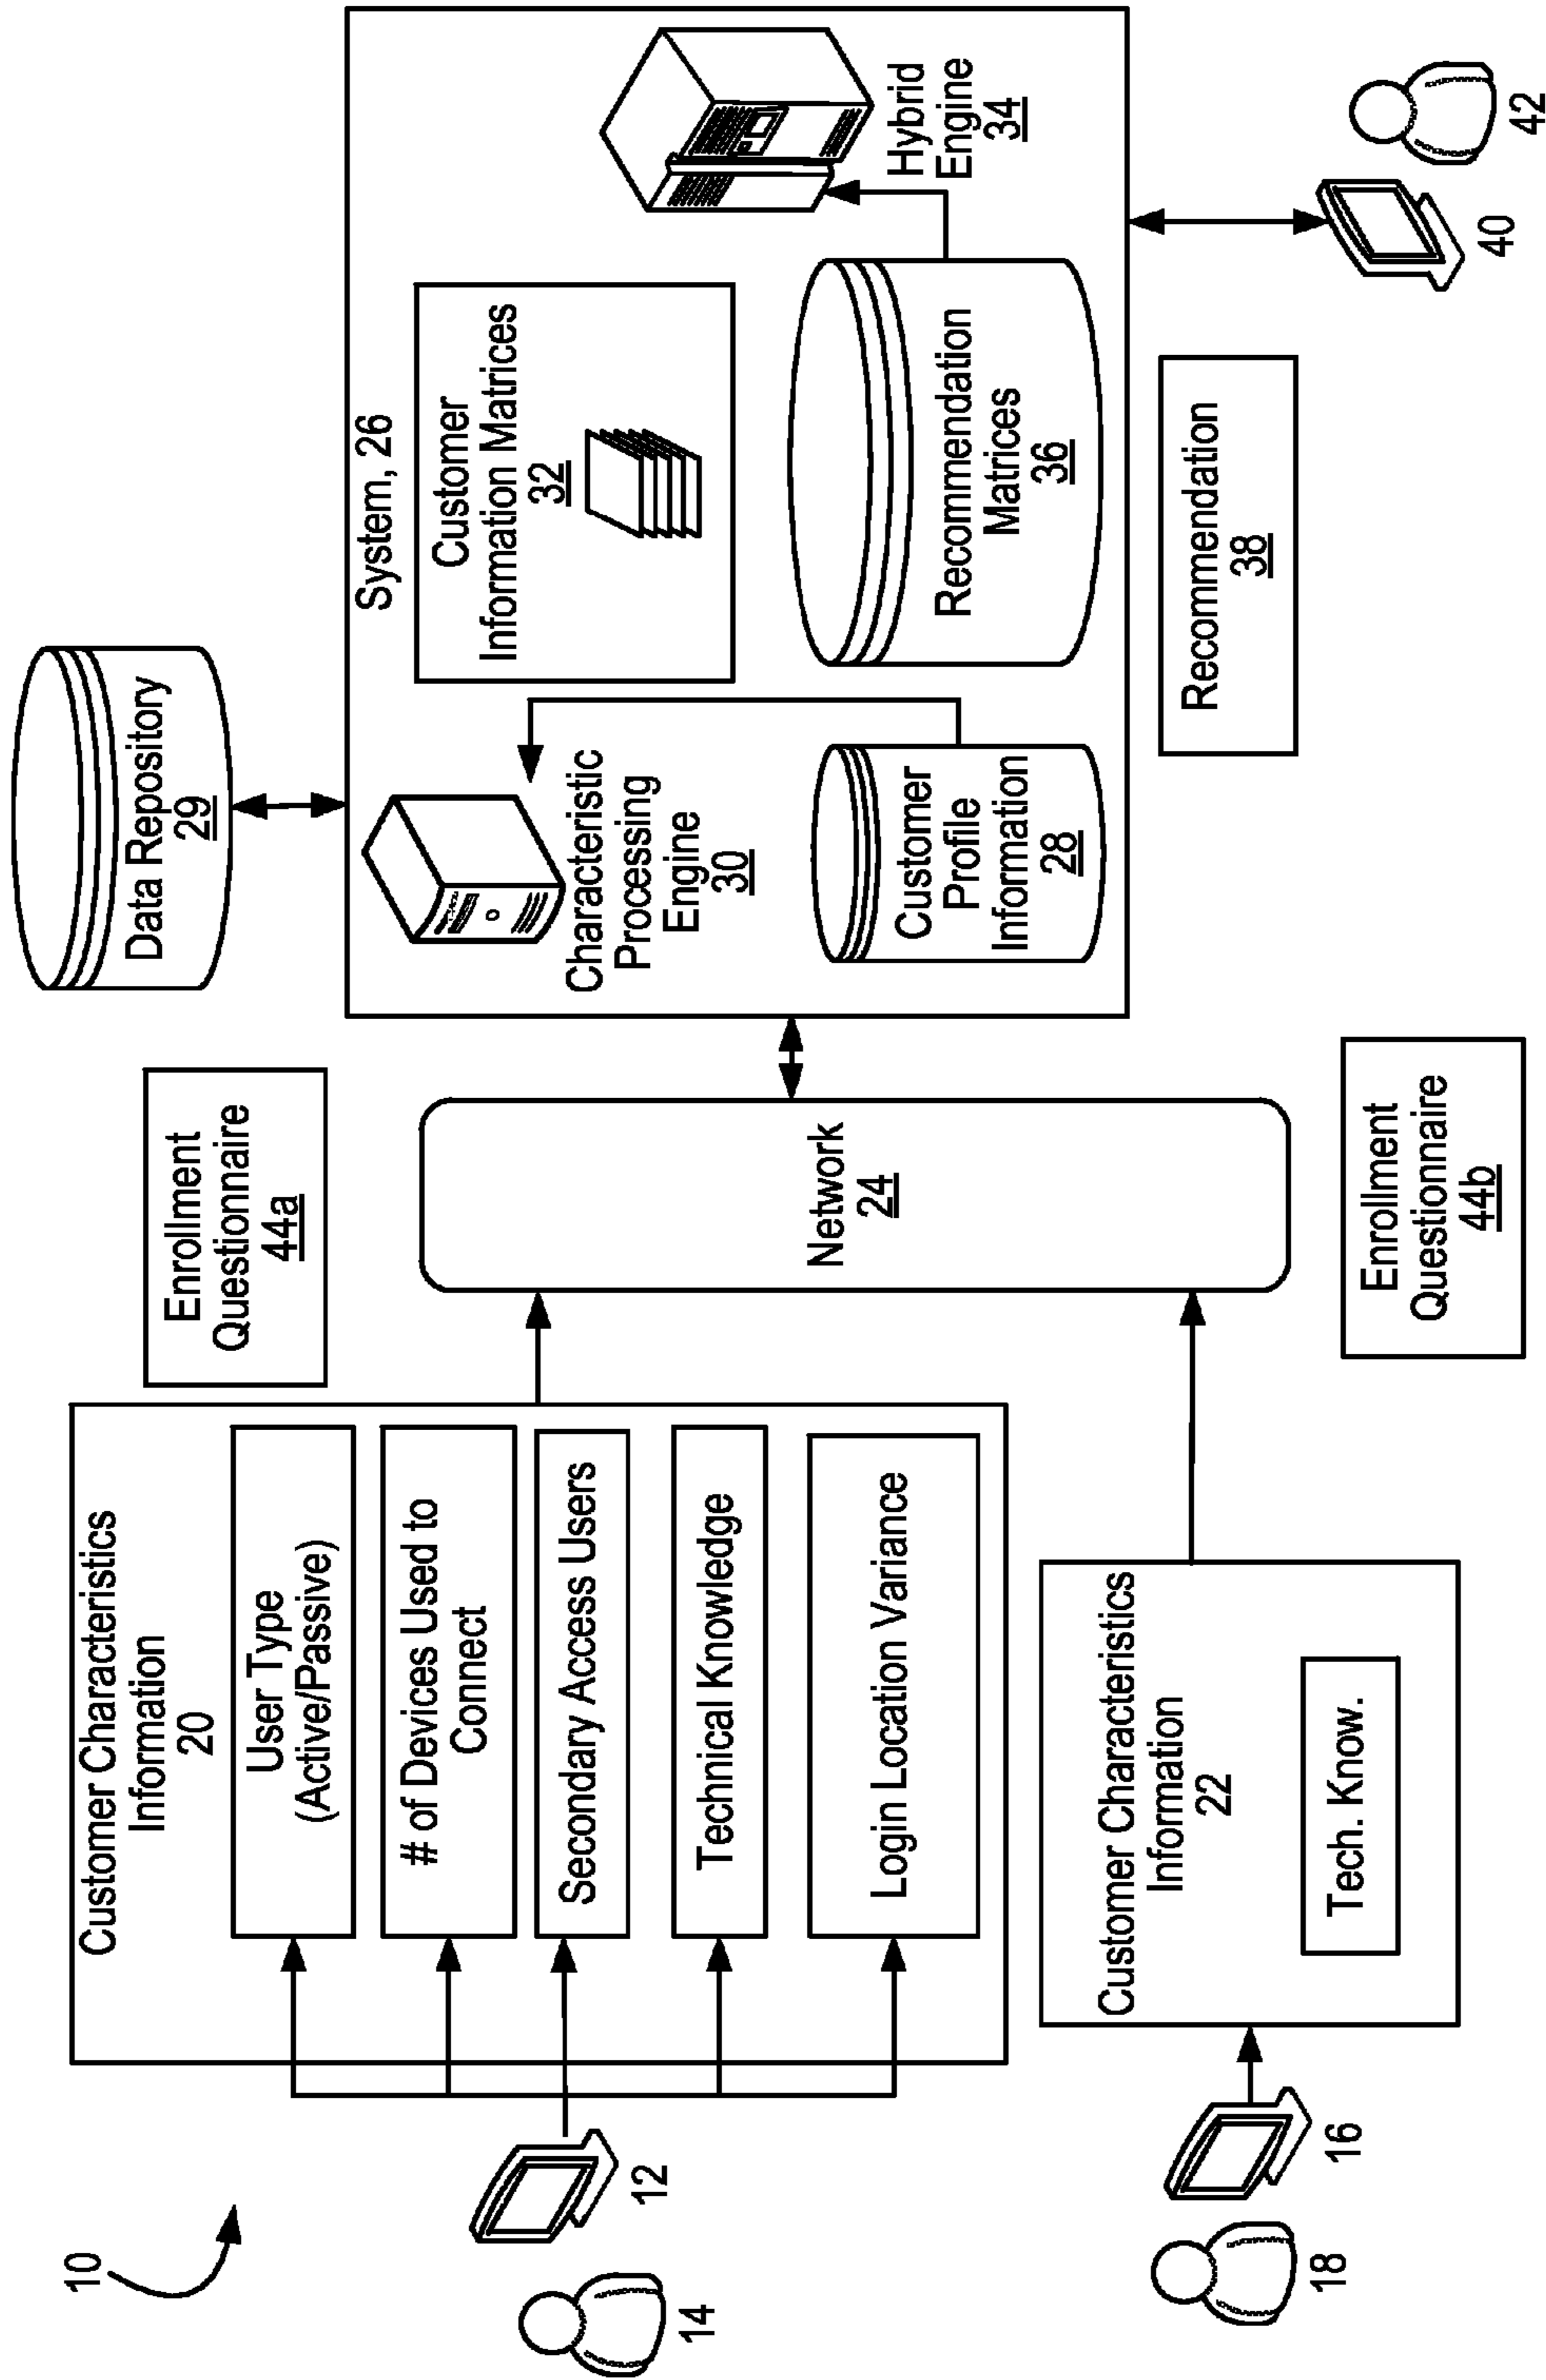 10
14
12
18
16
Customer Characteristics
Information
20
User Type
(Active/Passive)
# of Devices Used to
Connect
Secondary Access Users
Technical Knowledge
Login Location Variance
Customer Characteristics
Information
22
Tech. Know.
Enrollment
Questionnaire
44a
Network
24
Enrollment
Questionnaire
44b
Data Repository
29
System, 26
Characteristic
Processing
Engine
30
Customer
Profile
Information
28
Customer
Information Matrices
32
Recommendation
Matrices
36
Hybrid
Engine
34
Recommendation
38
40
42